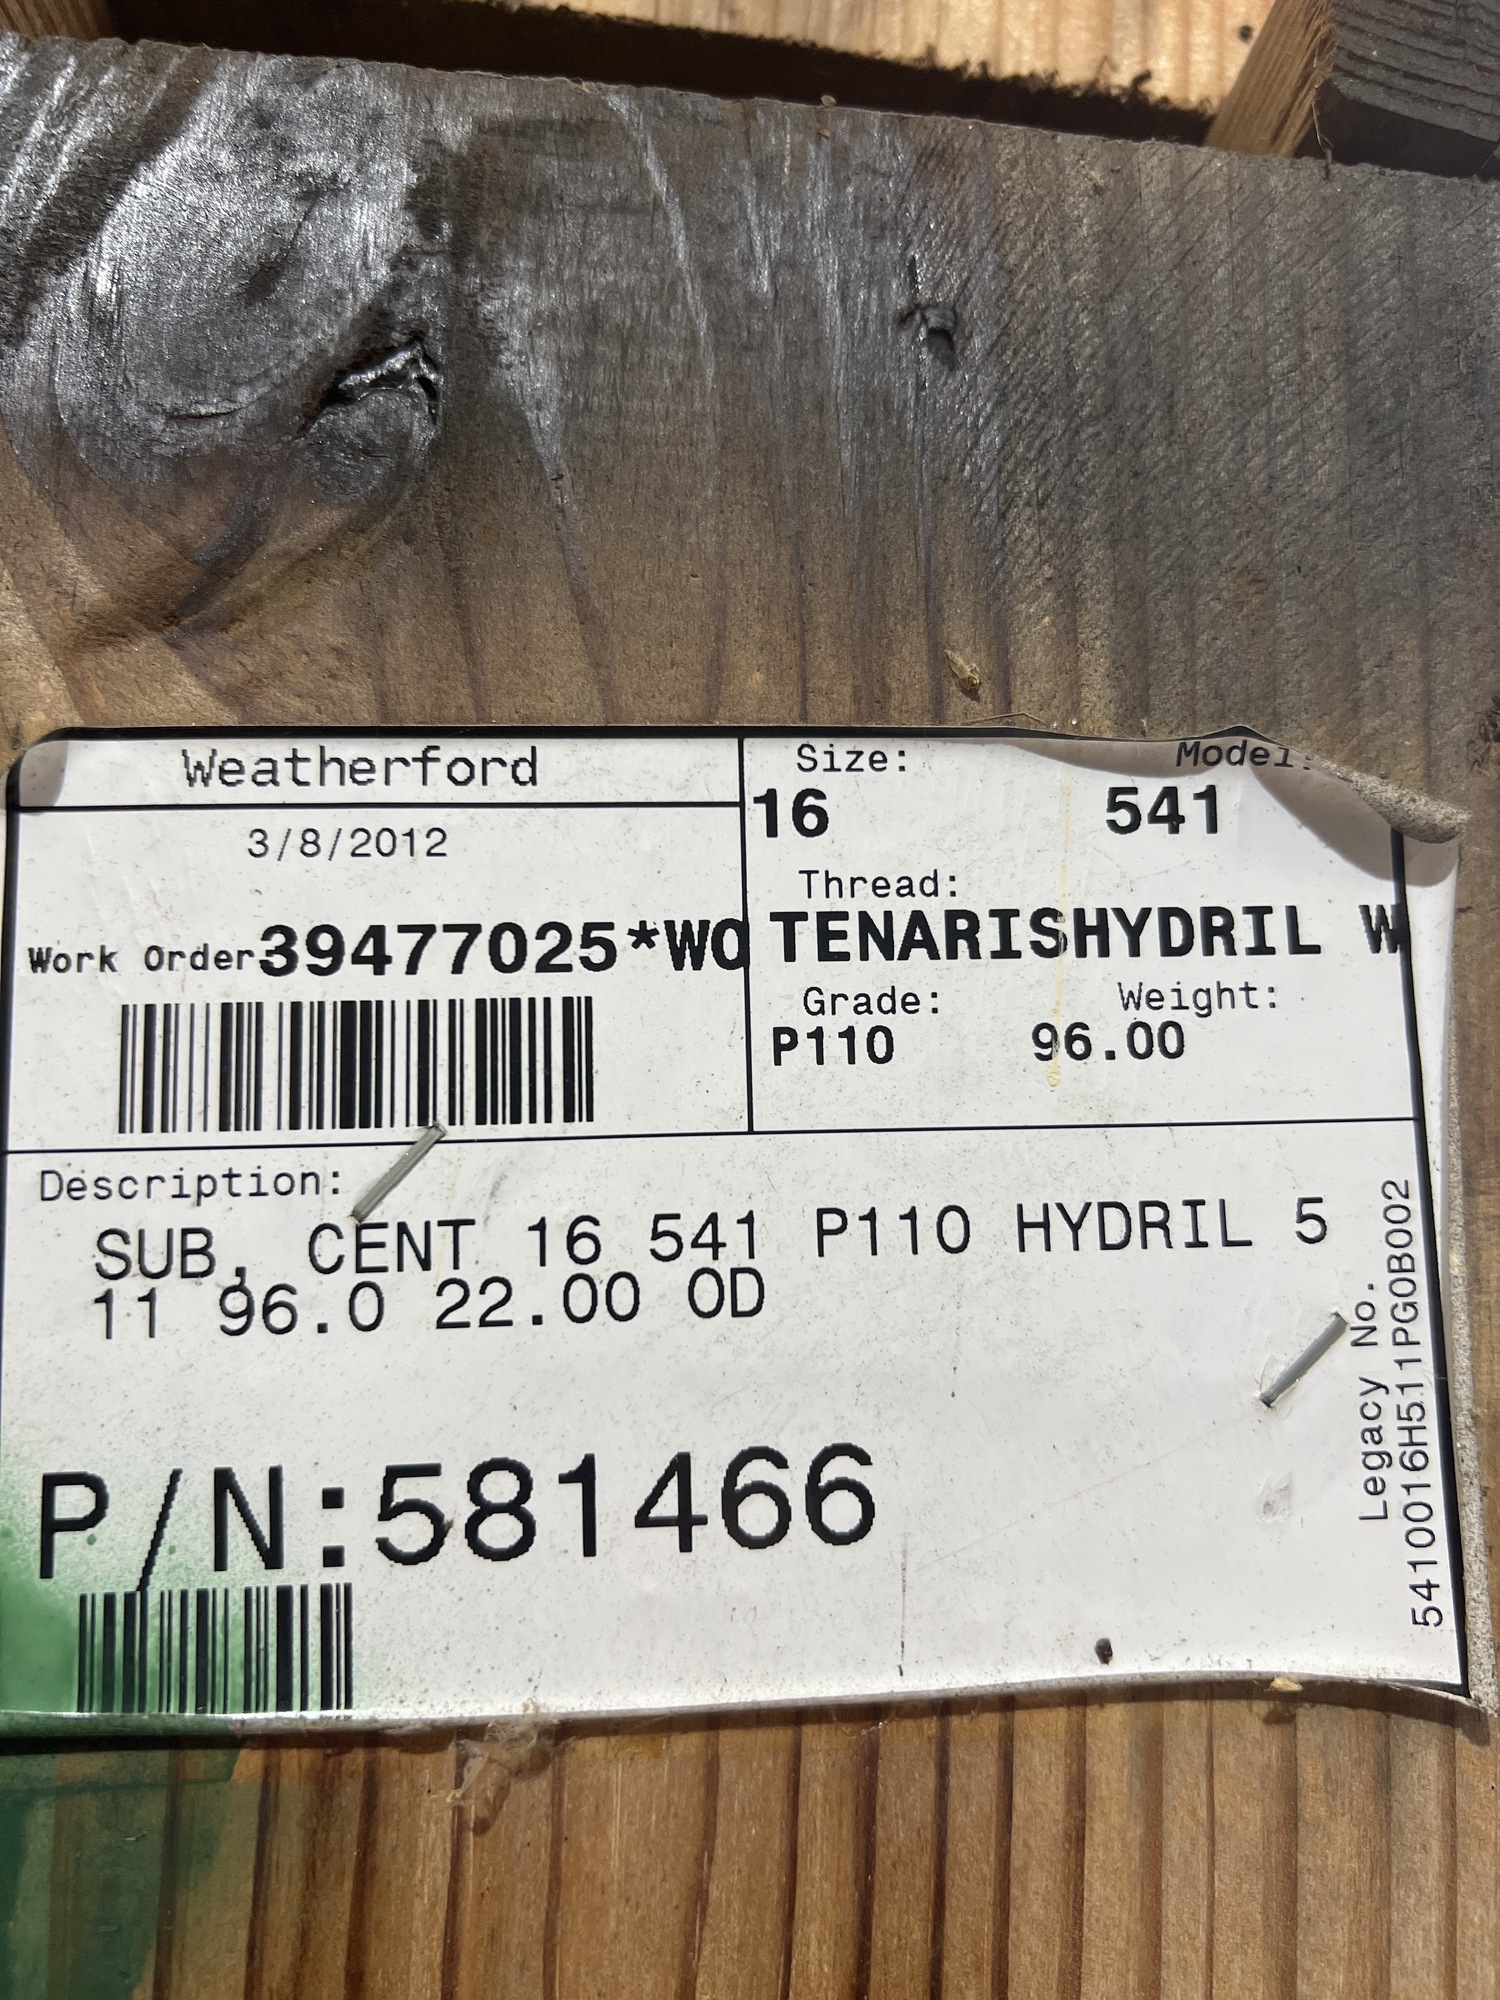 Weatherford
3/8/2012
Work Order39477025*WO
Size: Model:
16 541
Thread:
TENARISHYDRIL W
Grade: Weight:
P110 96.00
Description:
SUB, CENT 16 541 P110 HYDRIL 5
11 96.0 22.00 OD
P/N:581466
Legacy No.
5410016H511PG0B002